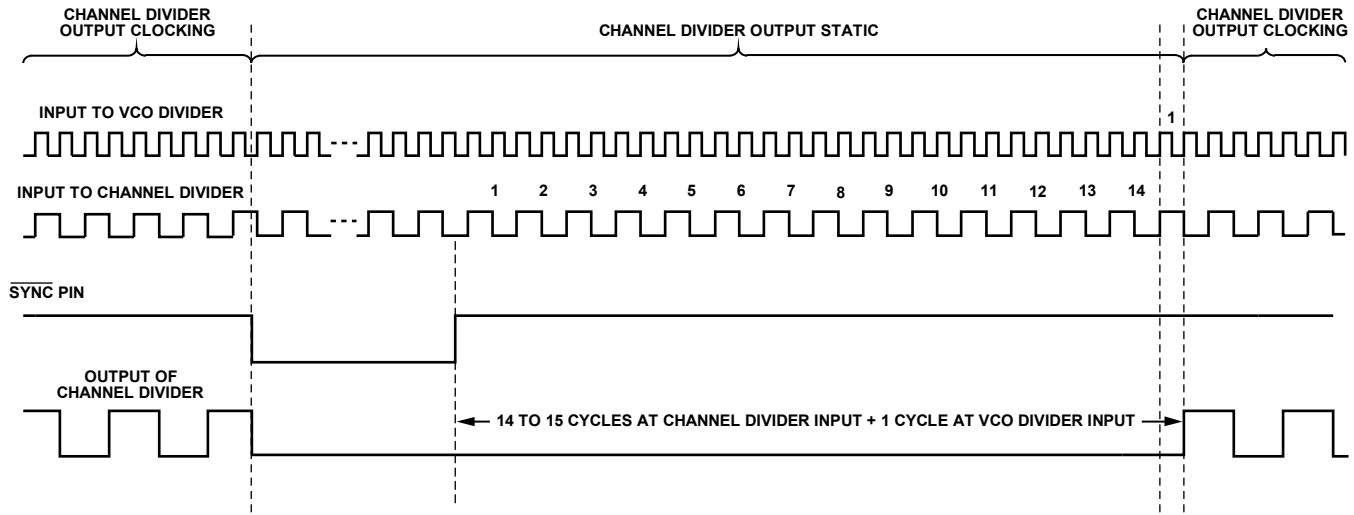 CHANNEL DIVIDER
OUTPUT CLOCKING
CHANNEL DIVIDER OUTPUT STATIC
CHANNEL DIVIDER
OUTPUT CLOCKING
INPUT TO VCO DIVIDER
1
INPUT TO CHANNEL DIVIDER
1 2 3 4 5 6 7 8 9 10 11 12 13 14
SYNC PIN
OUTPUT OF
CHANNEL DIVIDER
14 TO 15 CYCLES AT CHANNEL DIVIDER INPUT + 1 CYCLE AT VCO DIVIDER INPUT